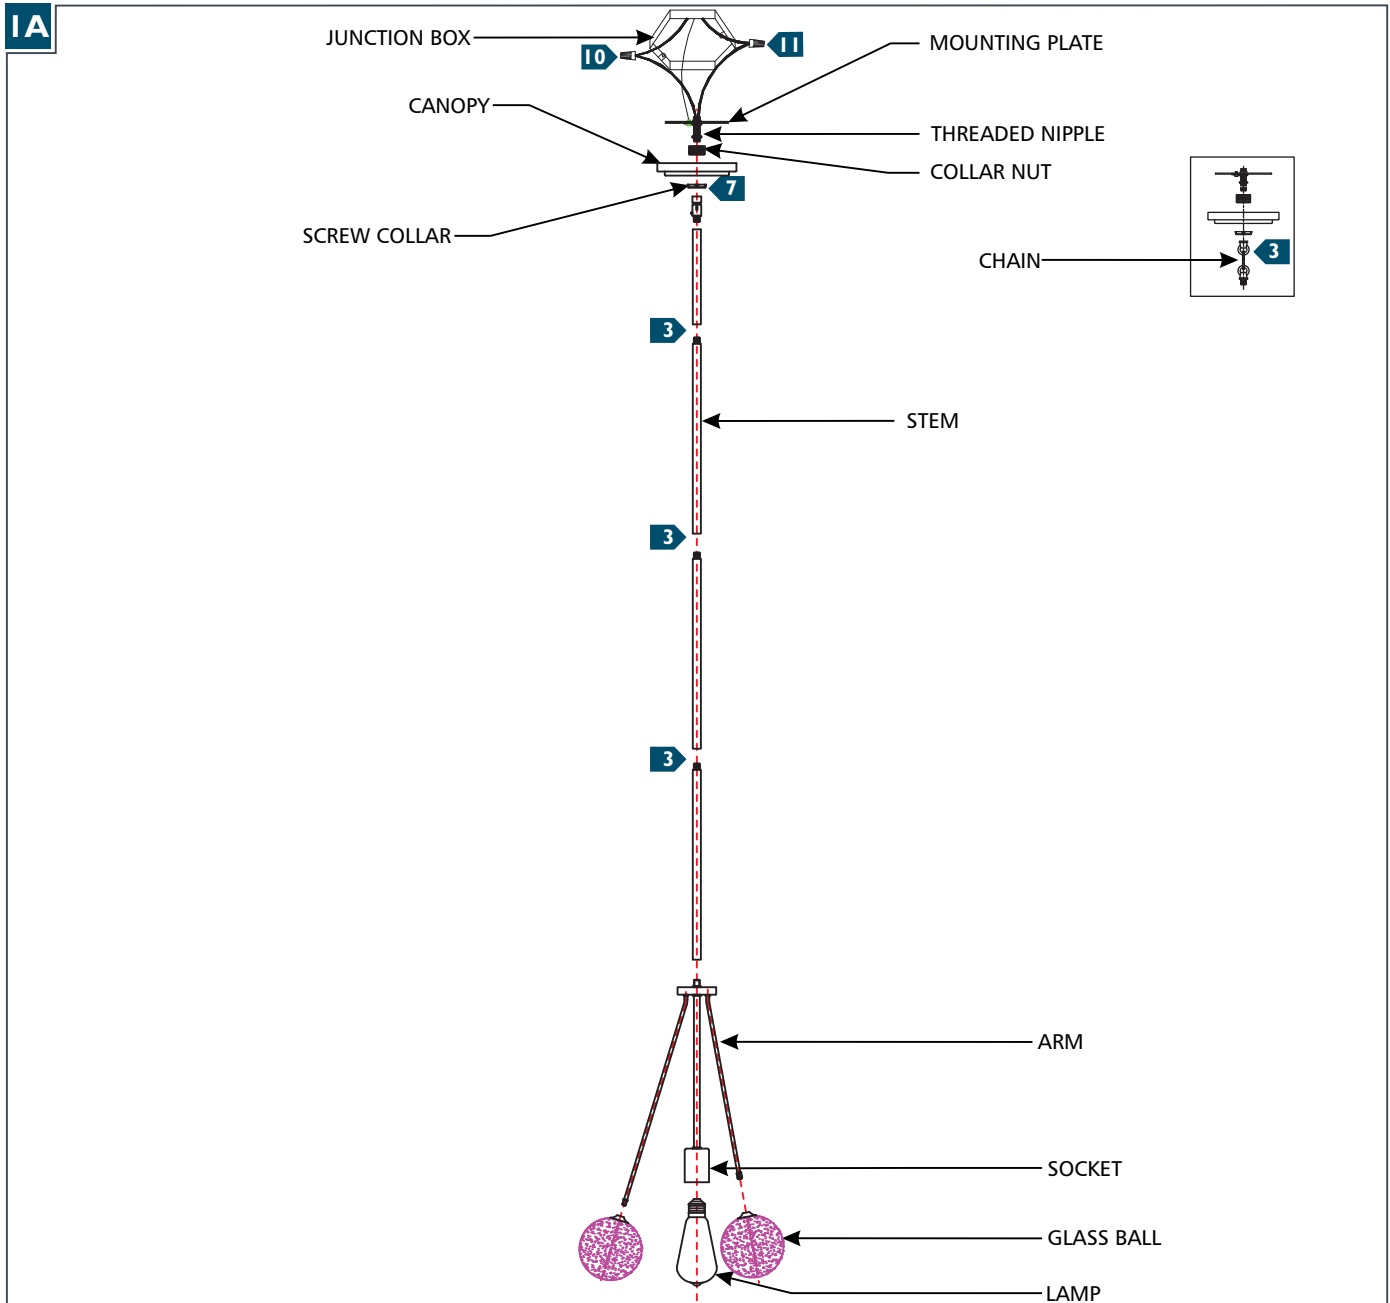 1A
JUNCTION BOX
10
11
MOUNTING PLATE
CANOPY
THREADED NIPPLE
COLLAR NUT
7
SCREW COLLAR
CHAIN
3
3
STEM
3
3
ARM
SOCKET
GLASS BALL
LAMP